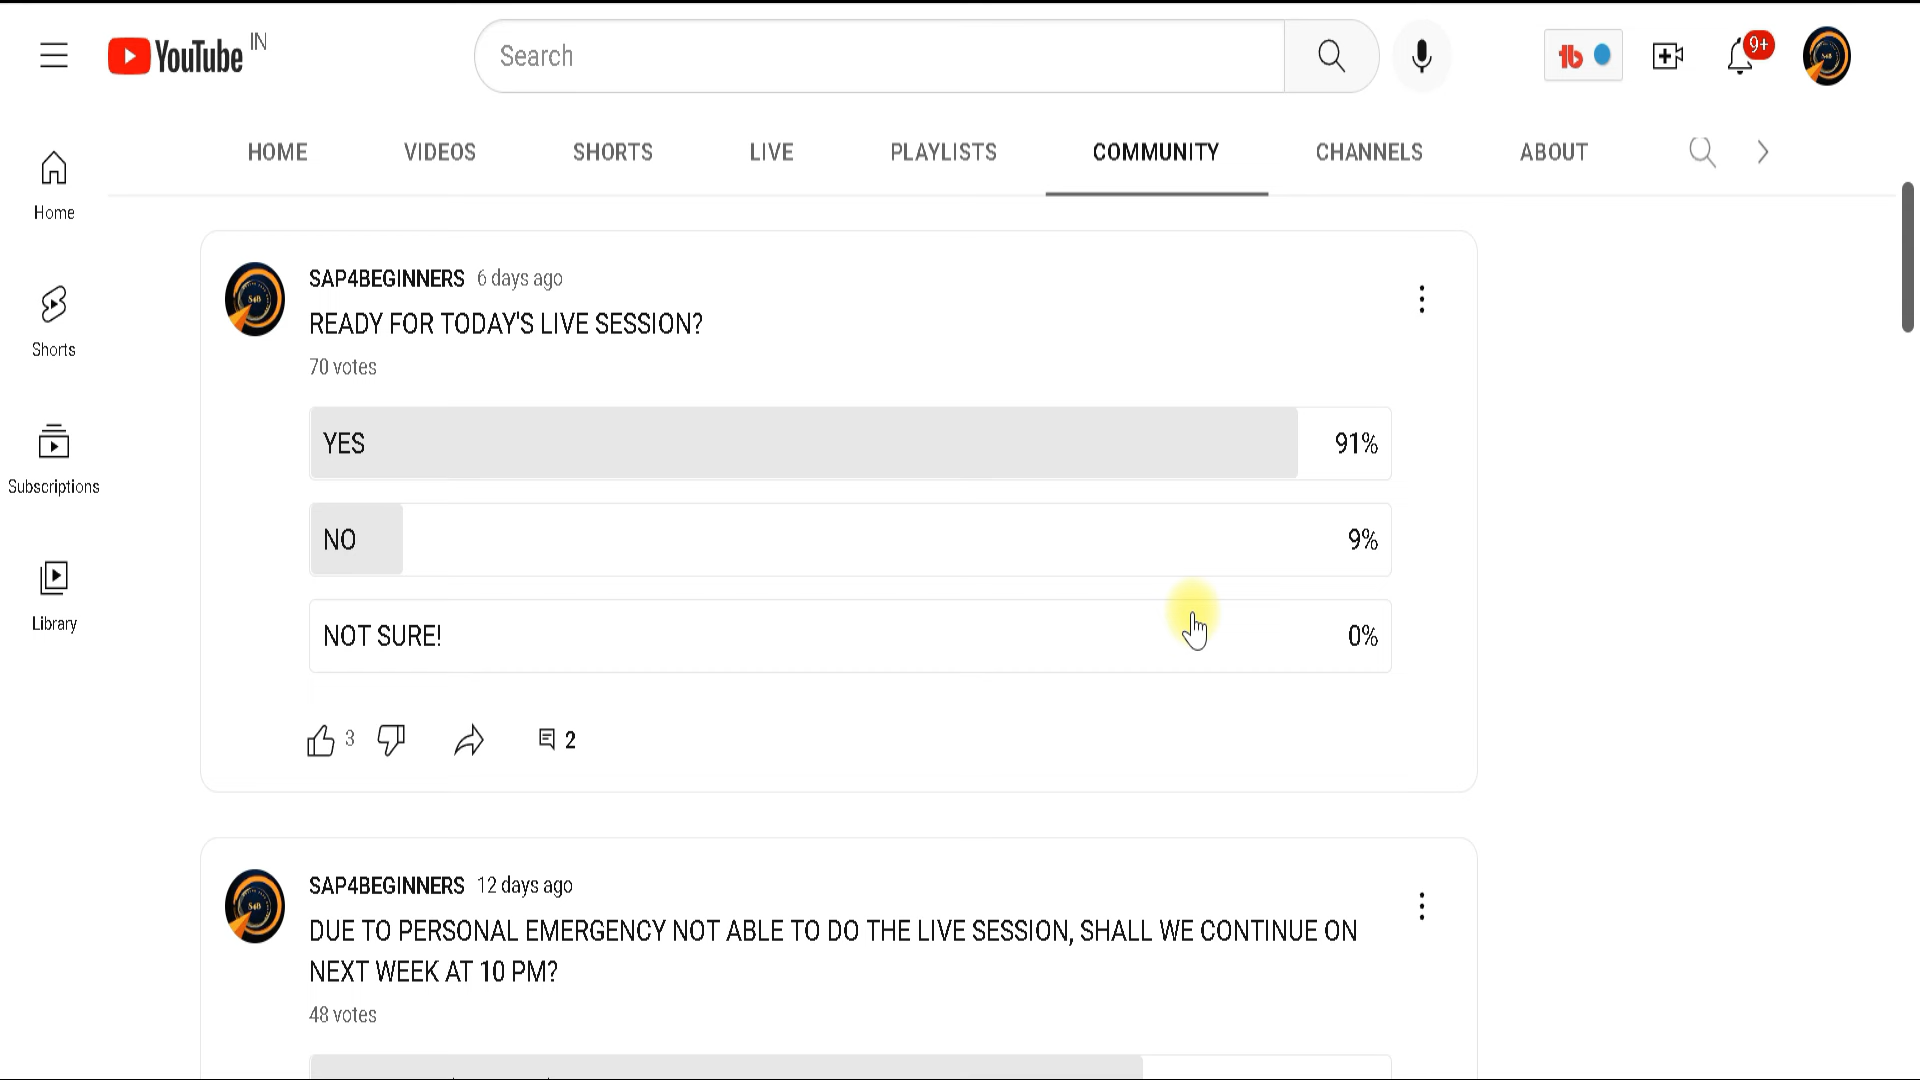 YouTube IN
Search
tb
9+
HOME VIDEOS SHORTS LIVE PLAYLISTS COMMUNITY CHANNELS ABOUT
Home
Shorts
Subscriptions
Library
SAP4BEGINNERS 6 days ago
READY FOR TODAY'S LIVE SESSION?
70 votes
YES 91%
NO 9%
NOT SURE! 0%
3 2
SAP4BEGINNERS 12 days ago
DUE TO PERSONAL EMERGENCY NOT ABLE TO DO THE LIVE SESSION, SHALL WE CONTINUE ON
NEXT WEEK AT 10 PM?
48 votes